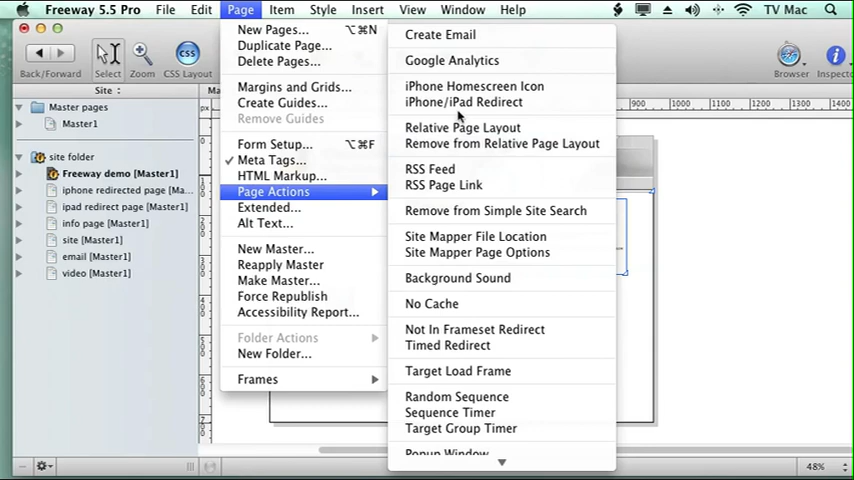 Freeway 5.5 Pro File Edit Page Item Style Insert View Window Help TV Mac
Back/Forward Select Zoom CSS Layout Browser
Site :
px
Master pages
Master1
site folder
Freeway demo [Master1]
iphone redirected page [Ma...
ipad redirect page [Master1]
info page [Master1]
site [Master1]
email [Master1]
video [Master1]
New Pages... ⌥⌘N
Duplicate Page...
Delete Pages...
Margins and Grids...
Create Guides...
Remove Guides
Form Setup... ⌥⌘F
✓ Meta Tags...
HTML Markup...
Page Actions
Extended...
Alt Text...
New Master...
Reapply Master
Make Master...
Force Republish
Accessibility Report...
Folder Actions
New Folder...
Frames
Create Email
Google Analytics
iPhone Homescreen Icon
iPhone/iPad Redirect
Relative Page Layout
Remove from Relative Page Layout
RSS Feed
RSS Page Link
Remove from Simple Site Search
Site Mapper File Location
Site Mapper Page Options
Background Sound
No Cache
Not In Frameset Redirect
Timed Redirect
Target Load Frame
Random Sequence
Sequence Timer
Target Group Timer
Popup Window
900 1000
48%